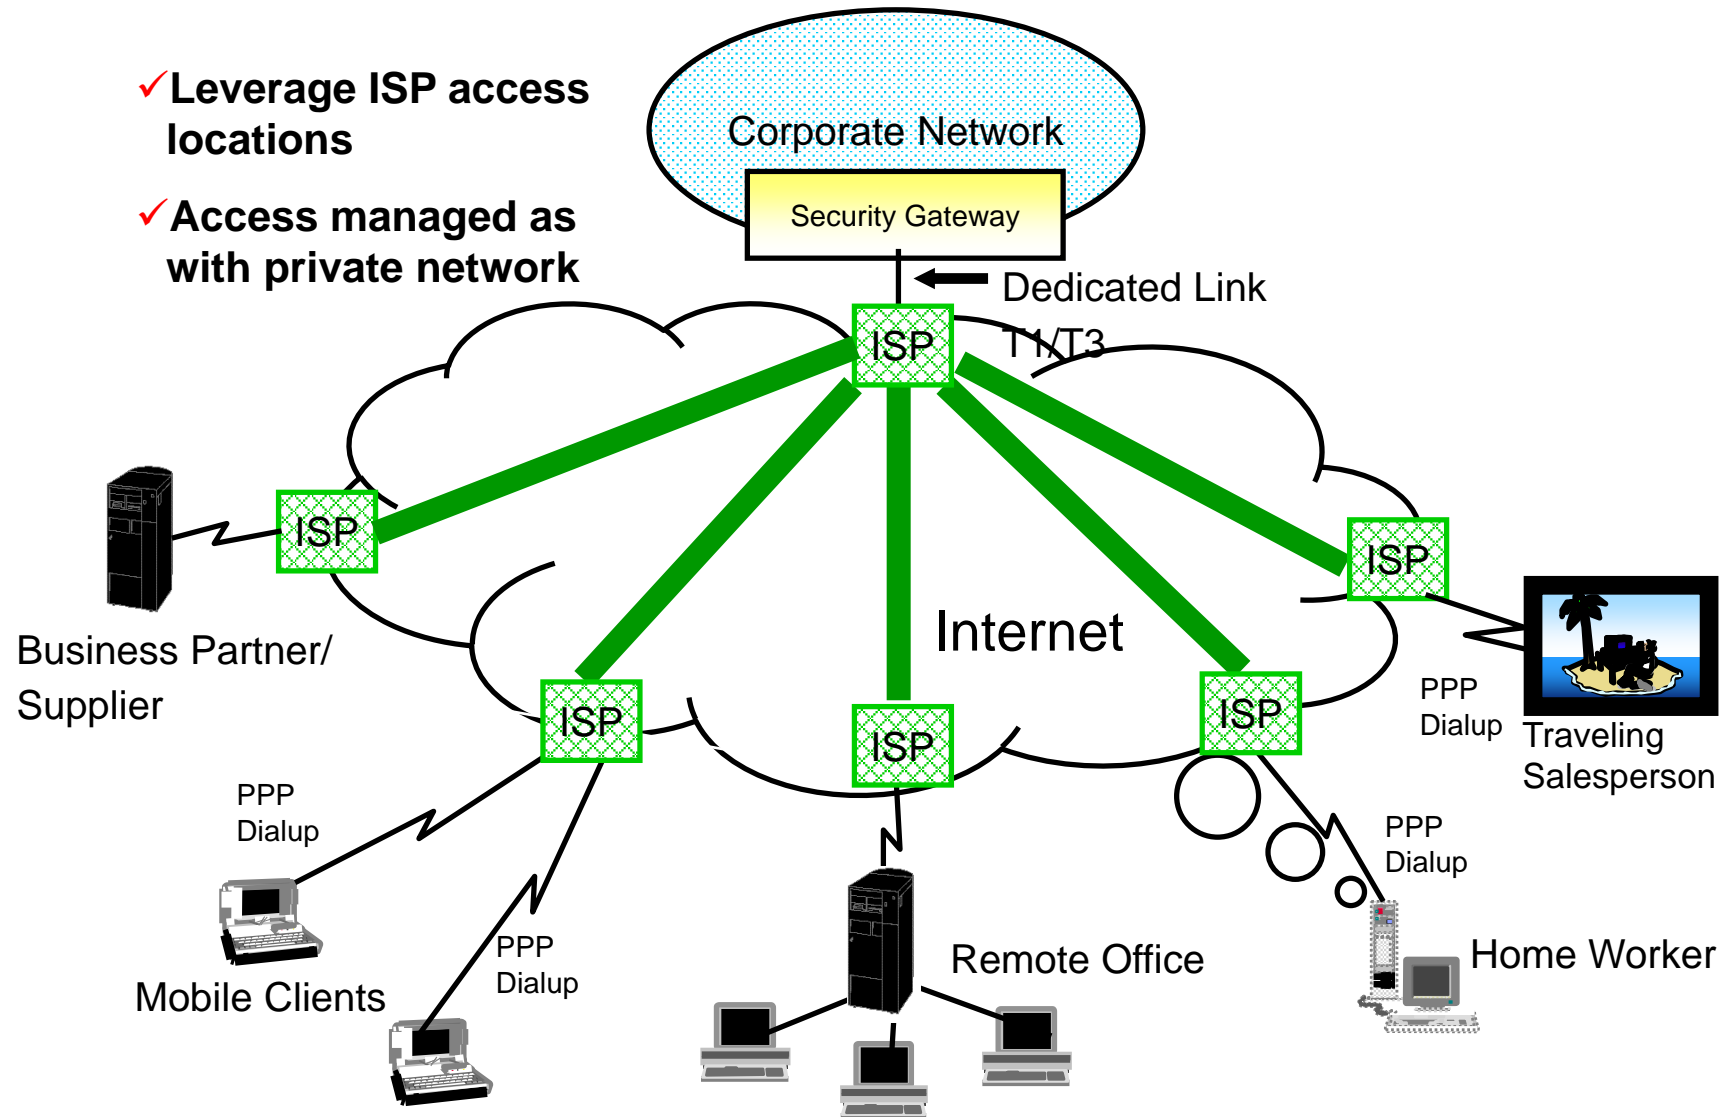 ✓Leverage ISP access
locations
✓Access managed as
with private network
Corporate Network
Security Gateway
Dedicated Link
T1/T3
ISP
ISP
ISP
Internet
Business Partner/
Supplier
ISP
ISP
ISP
PPP
Dialup
Traveling
Salesperson
PPP
Dialup
PPP
Dialup
PPP
Dialup
Mobile Clients
Remote Office
Home Worker